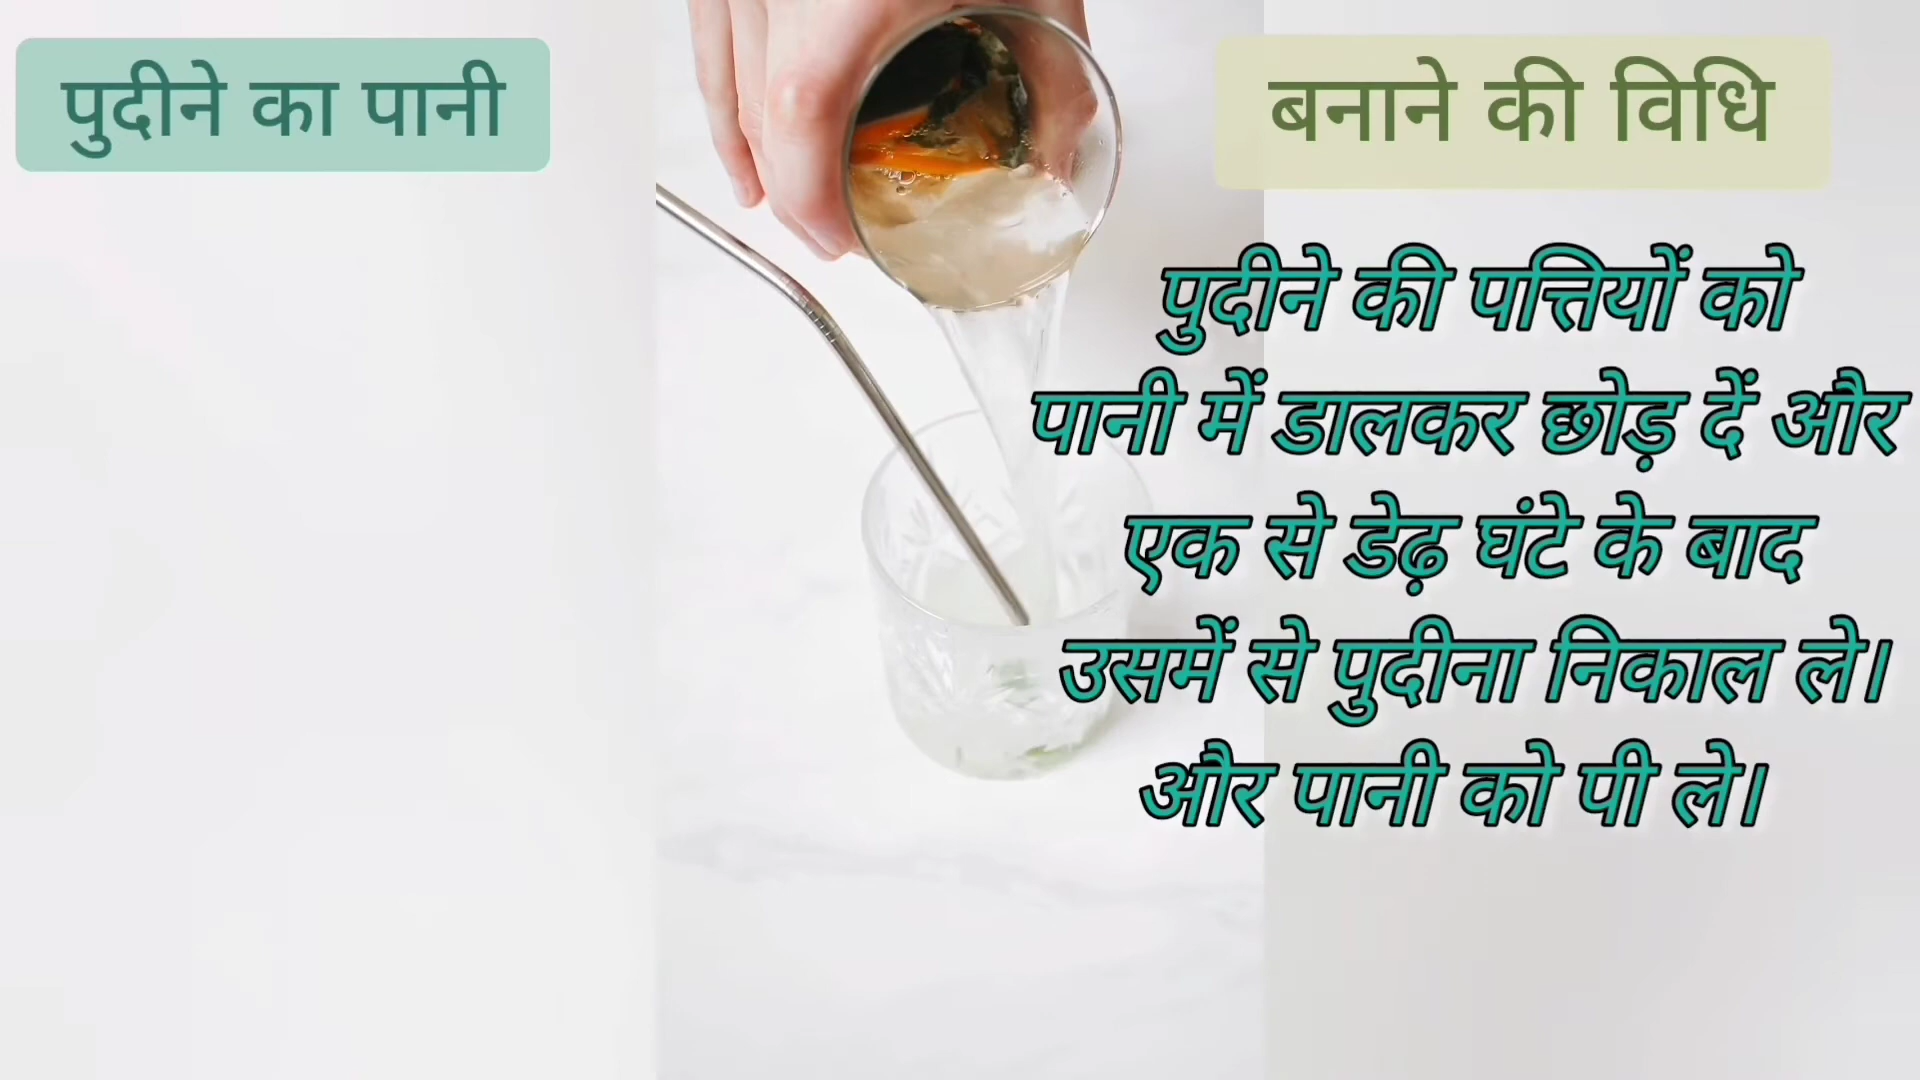 पुदीने का पानी
बनाने की विधि
पुदीने की पत्तियों को
पानी में डालकर छोड़ दें और
एक से डेढ़ घंटे के बाद
उसमें से पुदीना निकाल ले।
और पानी को पी ले।